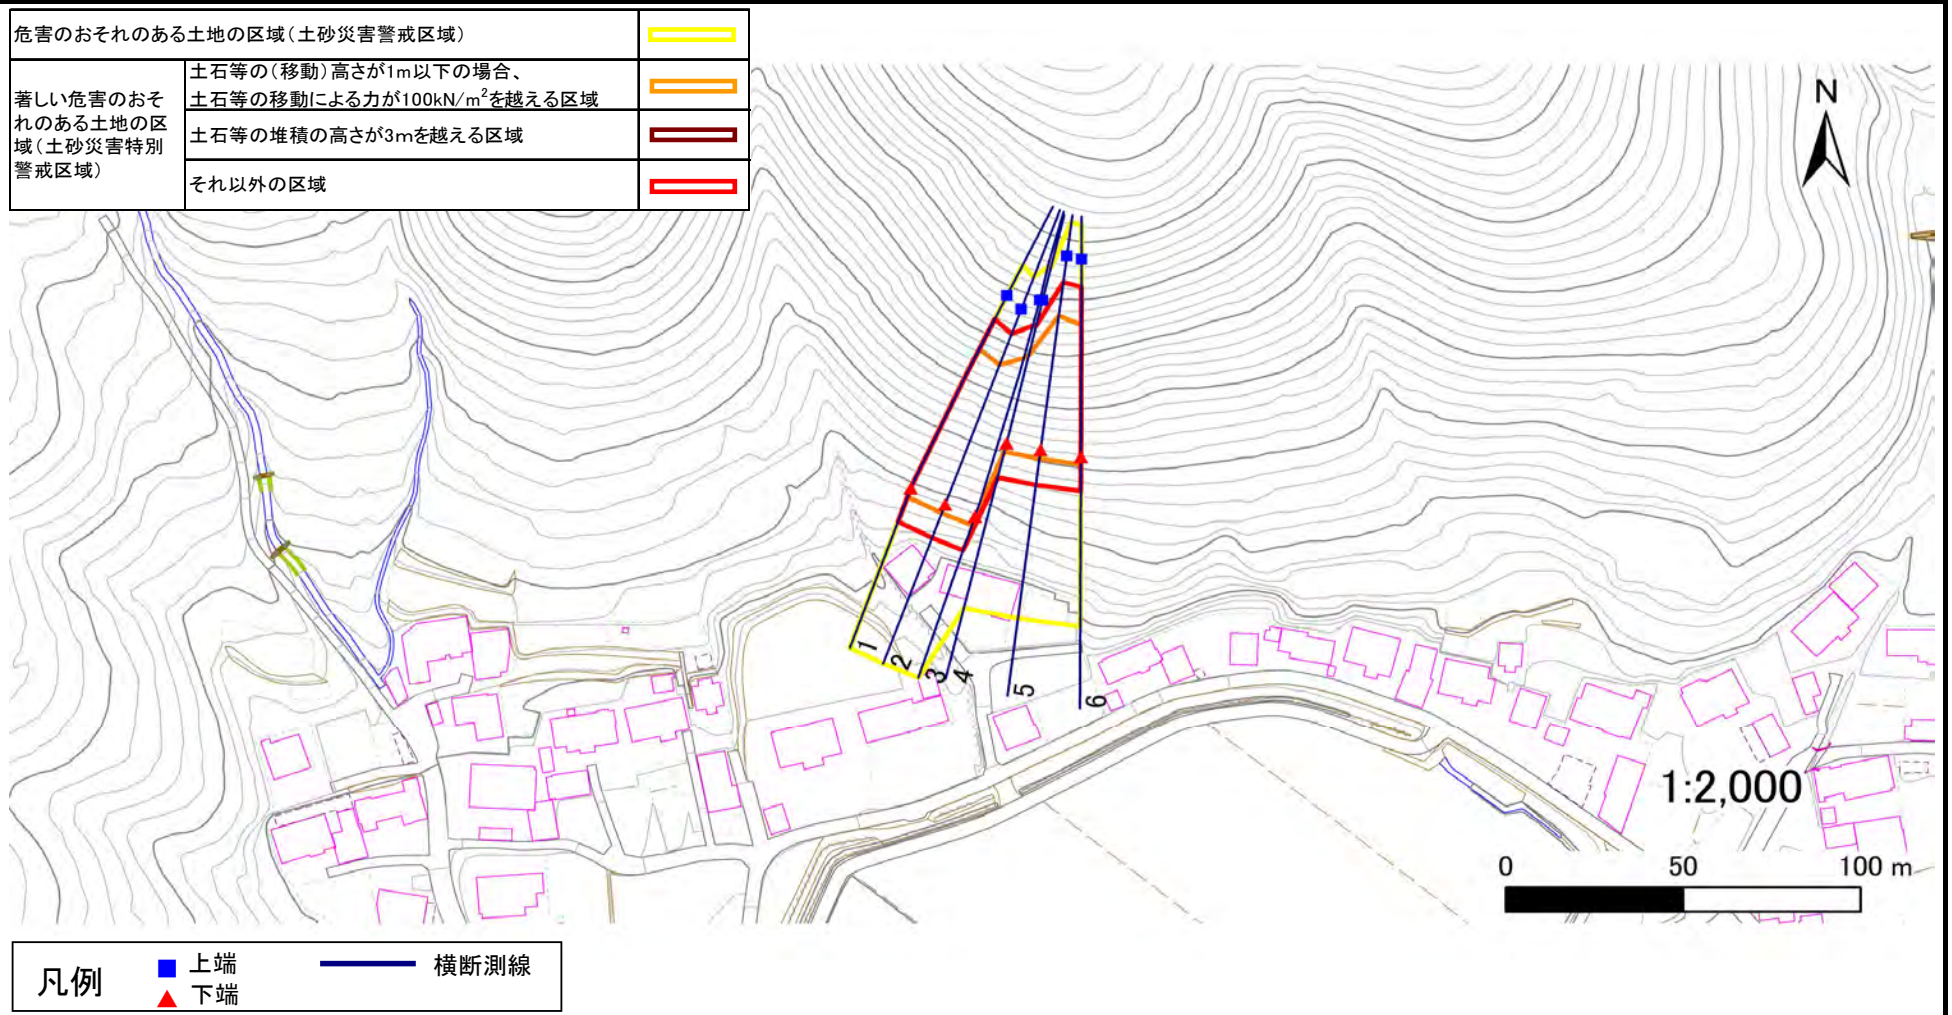 危害のおそれのある土地の区域(土砂災害警戒区域)
著しい危害のおそ
れのある土地の区
域(土砂災害特別
警戒区域)
土石等の(移動)高さが1m以下の場合、
土石等の移動による力が100kN/m²を越える区域
土石等の堆積の高さが3mを越える区域
それ以外の区域
N
1
2
3
4
5
6
1:2,000
0 50 100 m
凡例
上端
下端
横断測線